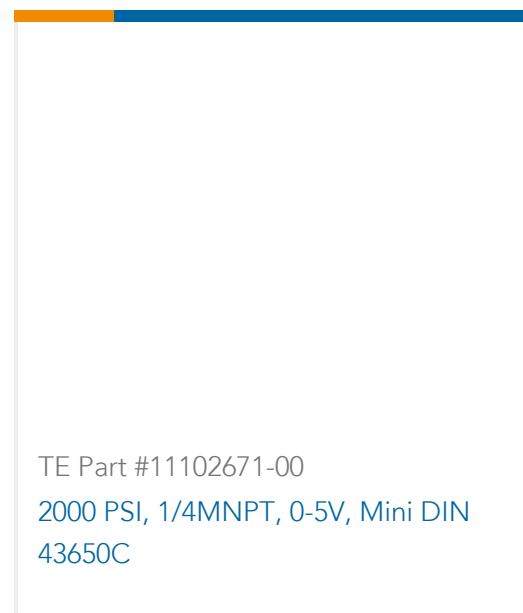 TE Part #11102671-00
2000 PSI, 1/4MNPT, 0-5V, Mini DIN
43650C